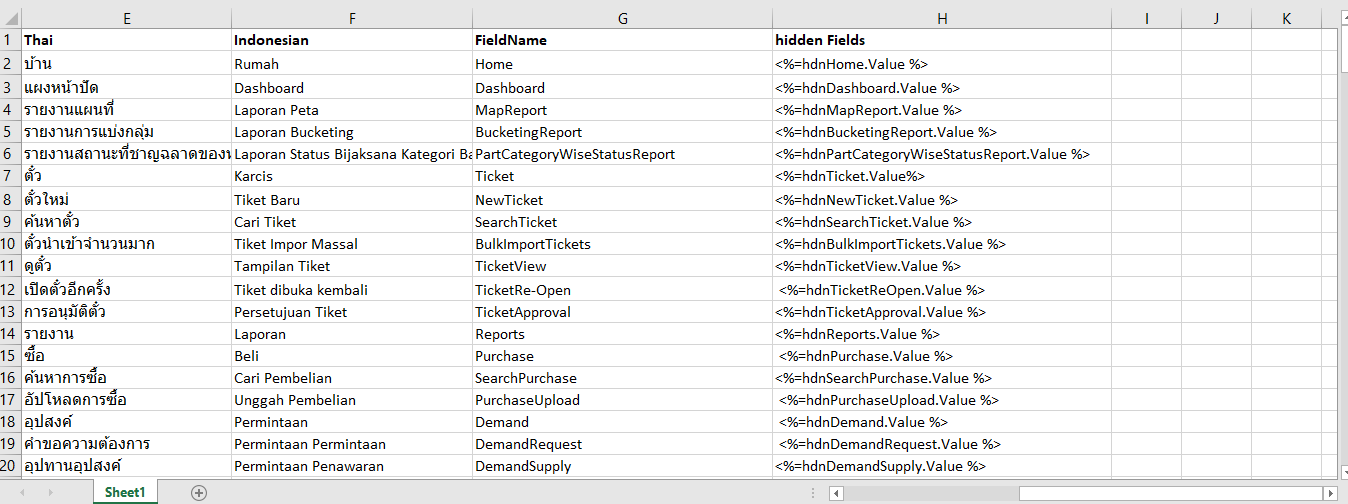 E F G H I J K
1 Thai Indonesian FieldName hidden Fields
2 บ้าน Rumah Home <%=hdnHome.Value %>
3 แผงหน้าปัด Dashboard Dashboard <%=hdnDashboard.Value %>
4 รายงานแผนที่ Laporan Peta MapReport <%=hdnMapReport.Value %>
5 รายงานการแบ่งกลุ่ม Laporan Bucketing BucketingReport <%=hdnBucketingReport.Value %>
6 รายงานสถานะที่ชาญฉลาดของ Laporan Status Bijaksana Kategori PartCategoryWiseStatusReport <%=hdnPartCategoryWiseStatusReport.Value %>
7 ตั๋ว Karcis Ticket <%=hdnTicket.Value%>
8 ตั๋วใหม่ Tiket Baru NewTicket <%=hdnNewTicket.Value %>
9 ค้นหาตั๋ว Cari Tiket SearchTicket <%=hdnSearchTicket.Value %>
10 ตั๋วนำเข้าจำนวนมาก Tiket Impor Massal BulkImportTickets <%=hdnBulkImportTickets.Value %>
11 ดูตั๋ว Tampilan Tiket TicketView <%=hdnTicketView.Value %>
12 เปิดตั๋วอีกครั้ง Tiket dibuka kembali TicketRe-Open <%=hdnTicketReOpen.Value %>
13 การอนุมัติตั๋ว Persetujuan Tiket TicketApproval <%=hdnTicketApproval.Value %>
14 รายงาน Laporan Reports <%=hdnReports.Value %>
15 ซื้อ Beli Purchase <%=hdnPurchase.Value %>
16 ค้นหาการซื้อ Cari Pembelian SearchPurchase <%=hdnSearchPurchase.Value %>
17 อัปโหลดการซื้อ Unggah Pembelian PurchaseUpload <%=hdnPurchaseUpload.Value %>
18 อุปสงค์ Permintaan Demand <%=hdnDemand.Value %>
19 คำขอความต้องการ Permintaan Permintaan DemandRequest <%=hdnDemandRequest.Value %>
20 อุปทานอุปสงค์ Permintaan Penawaran DemandSupply <%=hdnDemandSupply.Value %>
Sheet1